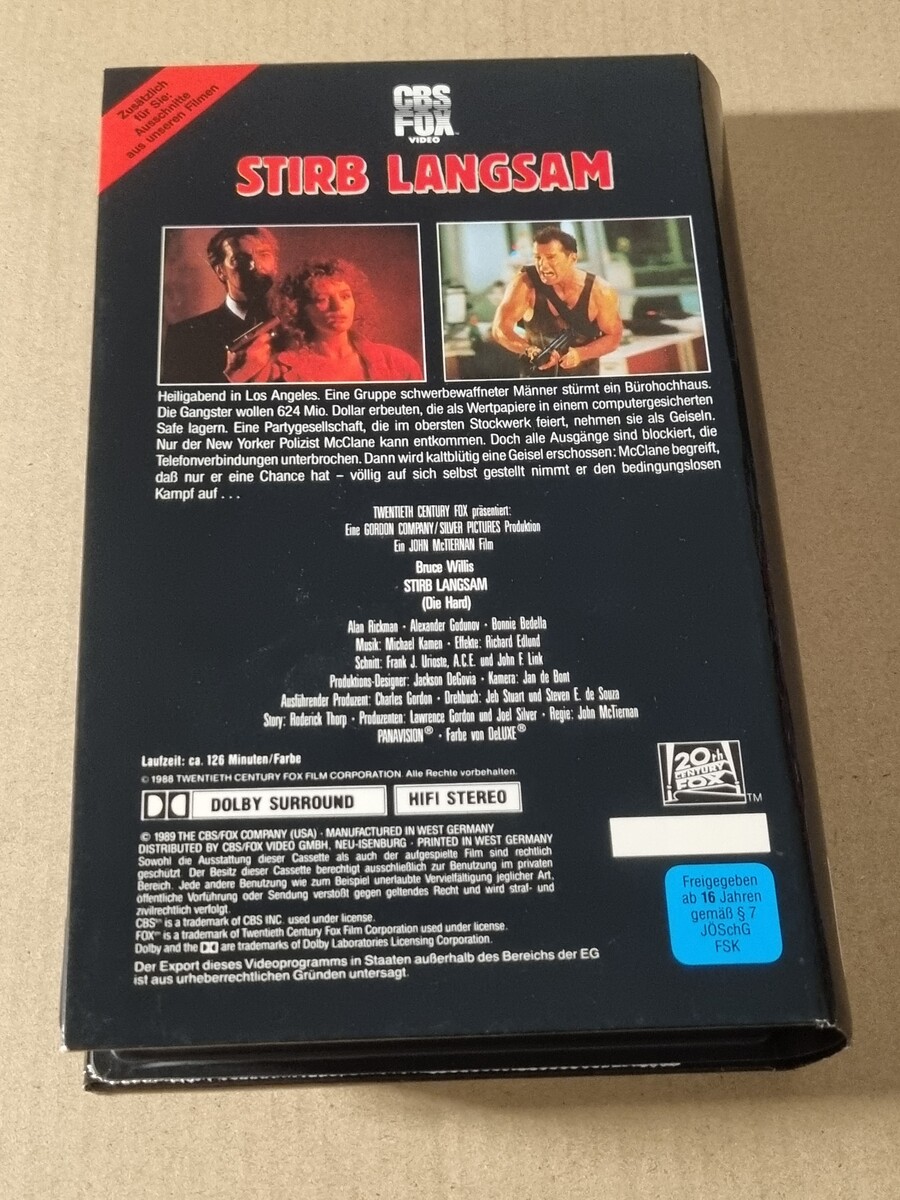 Zusätzlich
für Sie:
Ausschnitte
aus unseren Filmen
CBS
FOX
VIDEO
STIRB LANGSAM
Heiligabend in Los Angeles. Eine Gruppe schwerbewaffneter Männer stürmt ein Bürohochhaus.
Die Gangster wollen 624 Mio. Dollar erbeuten, die als Wertpapiere in einem computergesicherten
Safe lagern. Eine Partygesellschaft, die im obersten Stockwerk feiert, nehmen sie als Geiseln.
Nur der New Yorker Polizist McClane kann entkommen. Doch alle Ausgänge sind blockiert, die
Telefonverbindungen unterbrochen. Dann wird kaltblütig eine Geisel erschossen: McClane begreift,
daß nur er eine Chance hat – völlig auf sich selbst gestellt nimmt er den bedingungslosen
Kampf auf . . .
TWENTIETH CENTURY FOX präsentiert:
Eine GORDON COMPANY/SILVER PICTURES Produktion
Ein JOHN McTIERNAN Film
Bruce Willis
STIRB LANGSAM
(Die Hard)
Alan Rickman · Alexander Godunov · Bonnie Bedella
Musik: Michael Kamen · Effekte: Richard Edlund
Schnitt: Frank J. Urioste, A.C.E. und John F. Link
Produktions-Designer: Jackson DeGovia · Kamera: Jan de Bont
Ausführender Produzent: Charles Gordon · Drehbuch: Jeb Stuart und Steven E. de Souza
Story: Roderick Thorp · Produzenten: Lawrence Gordon und Joel Silver · Regie: John McTiernan
PANAVISION® · Farbe von DeLUXE®
Laufzeit: ca. 126 Minuten/Farbe
© 1988 TWENTIETH CENTURY FOX FILM CORPORATION. Alle Rechte vorbehalten.
DOLBY SURROUND
HIFI STEREO
20th
CENTURY
FOX
TM
© 1989 THE CBS/FOX COMPANY (USA) · MANUFACTURED IN WEST GERMANY
DISTRIBUTED BY CBS/FOX VIDEO GMBH, NEU-ISENBURG · PRINTED IN WEST GERMANY
Sowohl die Ausstattung dieser Cassette als auch der aufgespielte Film sind rechtlich
geschützt. Der Besitz dieser Cassette berechtigt ausschließlich zur Benutzung im privaten
Bereich. Jede andere Benutzung wie zum Beispiel unerlaubte Vervielfältigung jeglicher Art,
öffentliche Vorführung oder Sendung verstößt gegen geltendes Recht und wird straf- und
zivilrechtlich verfolgt.
CBS™ is a trademark of CBS INC. used under license.
FOX™ is a trademark of Twentieth Century Fox Film Corporation used under license.
Dolby and the are trademarks of Dolby Laboratories Licensing Corporation.
Der Export dieses Videoprogramms in Staaten außerhalb des Bereichs der EG
ist aus urheberrechtlichen Gründen untersagt.
Freigegeben
ab 16 Jahren
gemäß § 7
JÖSchG
FSK